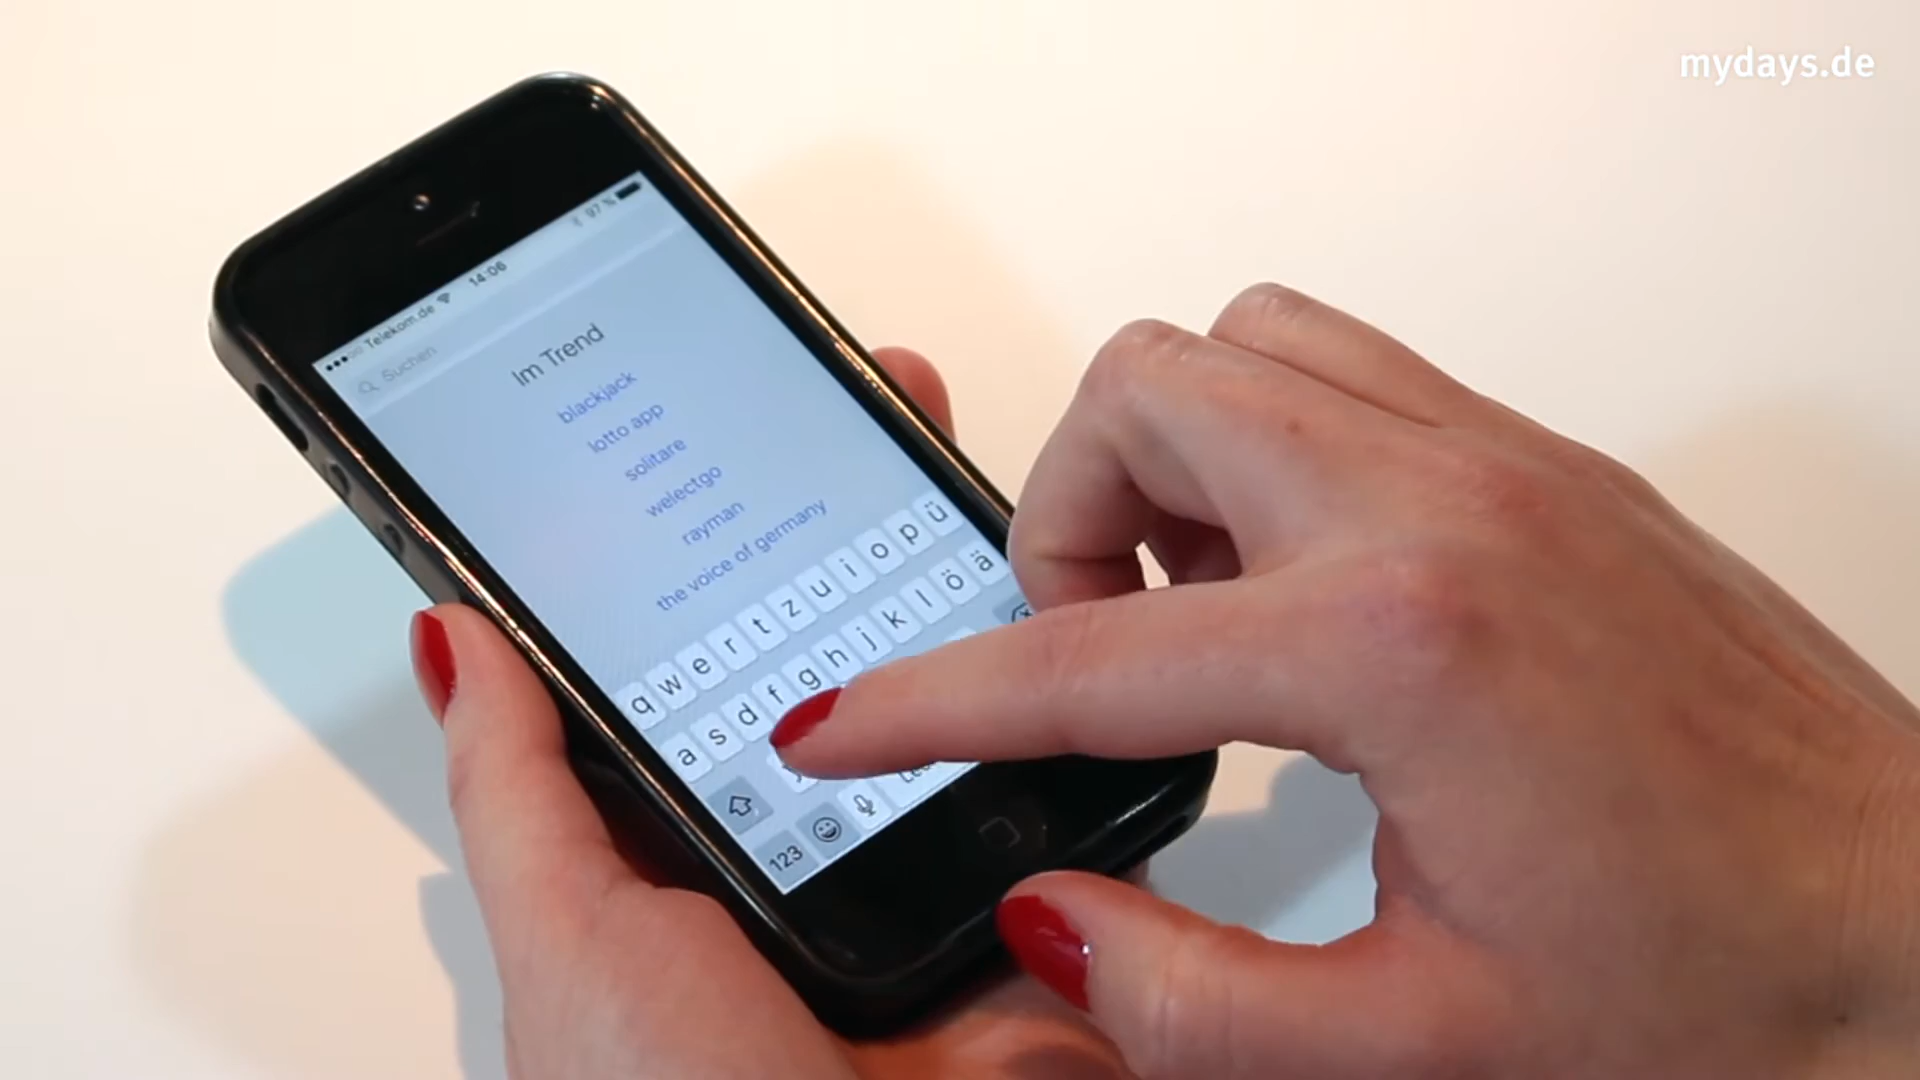 mydays.de
Telekom.de 14:06 97 %
Suchen
Im Trend
blackjack
lotto app
solitare
welectgo
rayman
the voice of germany
q w e r t z u i o p ü
a s d f g h j k l ö ä
123